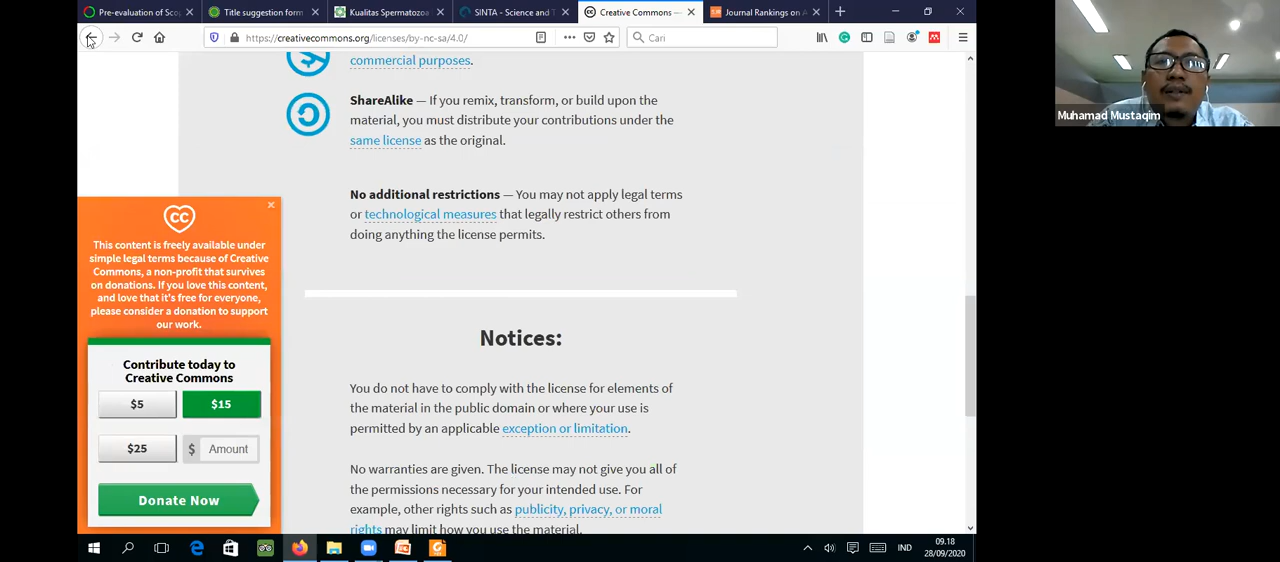 Pre-evaluation of Sco
Title suggestion form
Kualitas Spermatozoa
SINTA - Science and T
Creative Commons —
Journal Rankings on A
https://creativecommons.org/licenses/by-nc-sa/4.0/
Cari
commercial purposes.
ShareAlike — If you remix, transform, or build upon the
material, you must distribute your contributions under the
same license as the original.
No additional restrictions — You may not apply legal terms
or technological measures that legally restrict others from
doing anything the license permits.
Notices:
You do not have to comply with the license for elements of
the material in the public domain or where your use is
permitted by an applicable exception or limitation.
No warranties are given. The license may not give you all of
the permissions necessary for your intended use. For
example, other rights such as publicity, privacy, or moral
rights may limit how you use the material.
CC
This content is freely available under
simple legal terms because of Creative
Commons, a non-profit that survives
on donations. If you love this content,
and love that it's free for everyone,
please consider a donation to support
our work.
Contribute today to
Creative Commons
$5
$15
$25
$ Amount
Donate Now
IND
09.18
28/09/2020
Muhamad Mustaqim